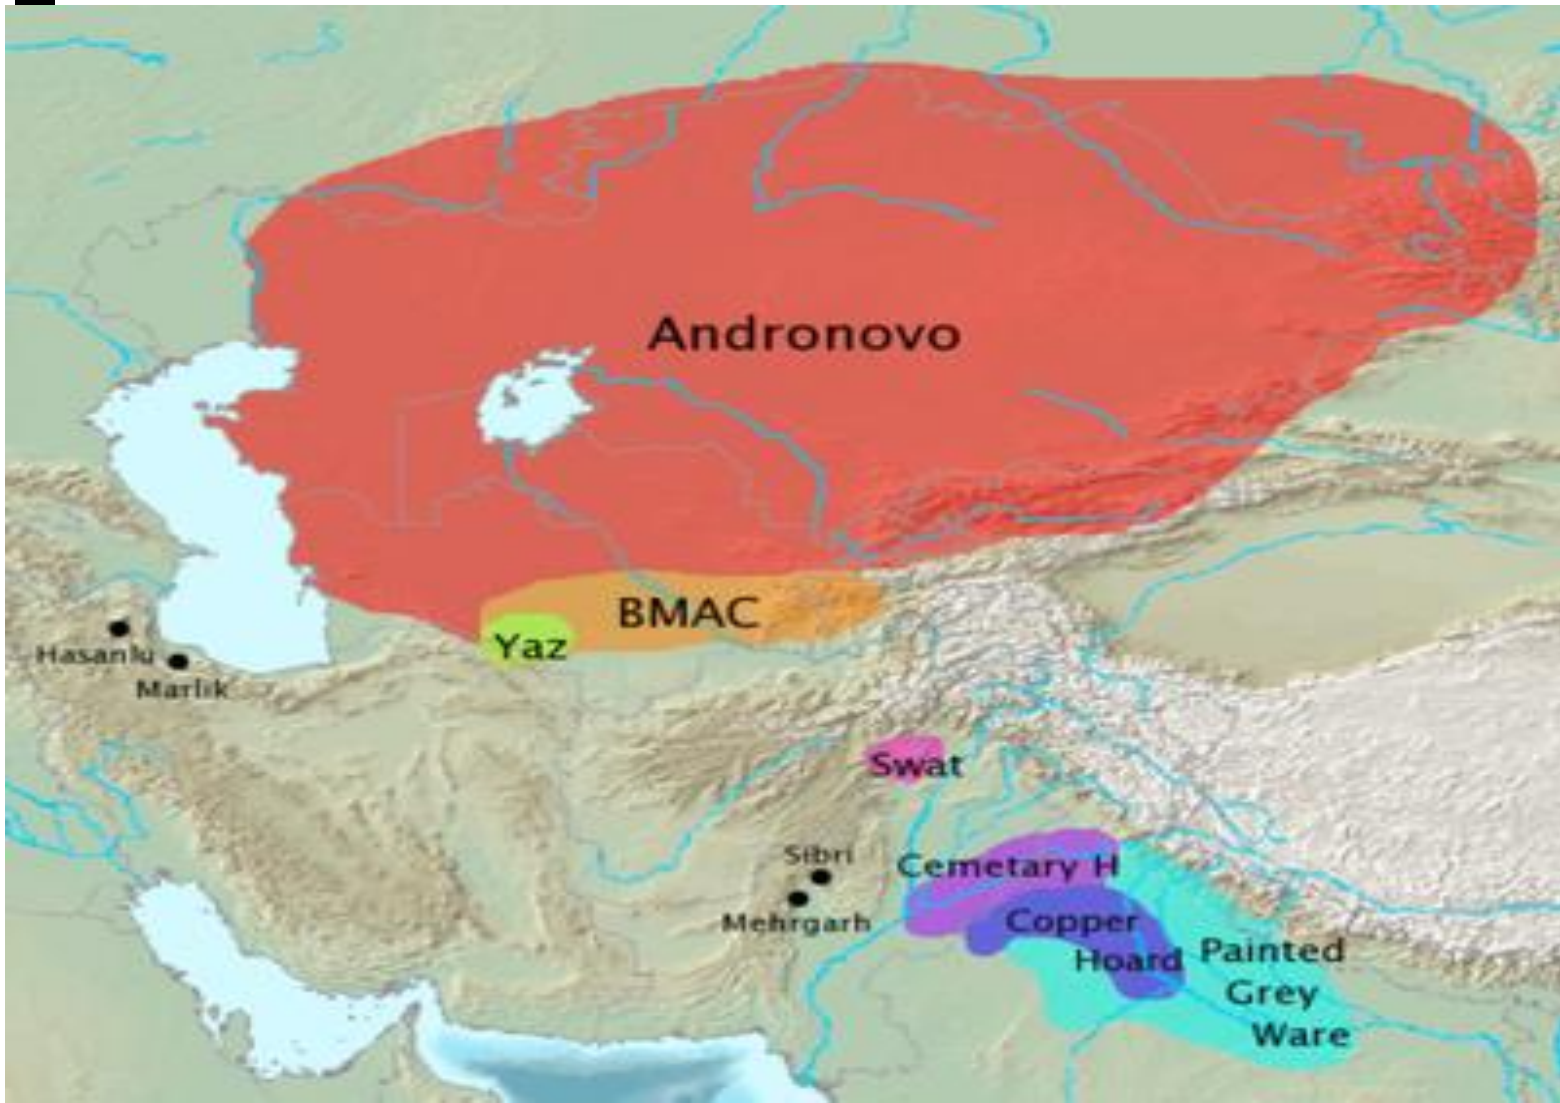 Andronovo
BMAC
Yaz
Hasanlu
Marlik
Swat
Sibri
Cemetary H
Mehrgarh
Copper
Hoard
Painted
Grey
Ware